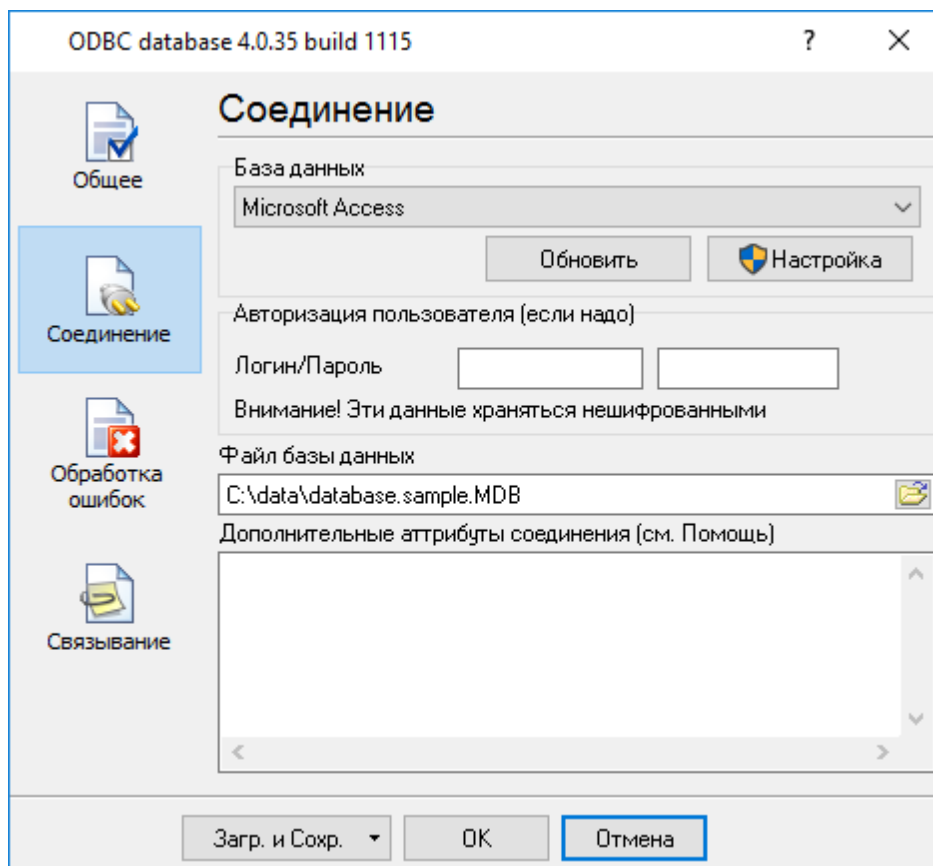 ODBC database 4.0.35 build 1115
Общее
Соединение
Обработка
ошибок
Связывание
Соединение
База данных
Microsoft Access
Обновить
Настройка
Авторизация пользователя (если надо)
Логин/Пароль
Внимание! Эти данные храняться нешифрованными
Файл базы данных
C:\data\database.sample.MDB
Дополнительные аттрибуты соединения (см. Помощь)
Загр. и Сохр.
OK
Отмена